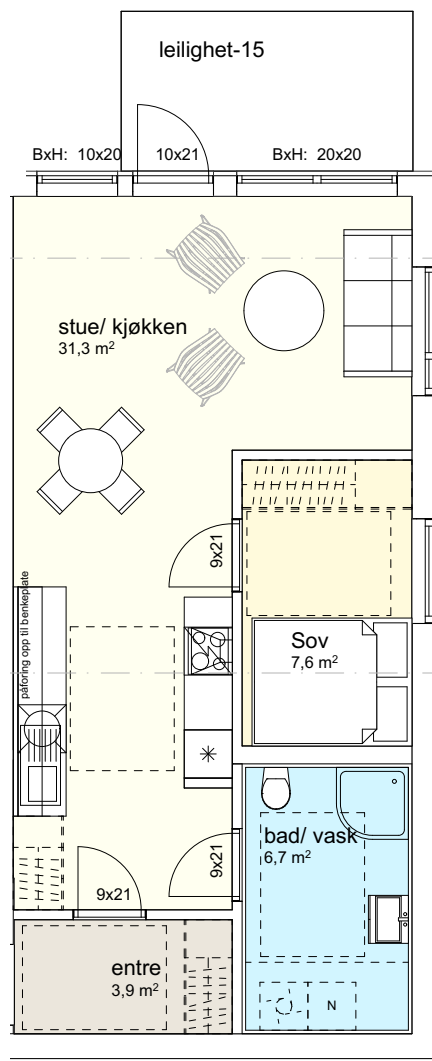 leilighet-15
BxH: 10x20
10x21
BxH: 20x20
stue/ kjøkken
31,3 m²
9x21
påforing opp til benkeplate
Sov
7,6 m²
bad/ vask
6,7 m²
9x21
9x21
entre
3,9 m²
N